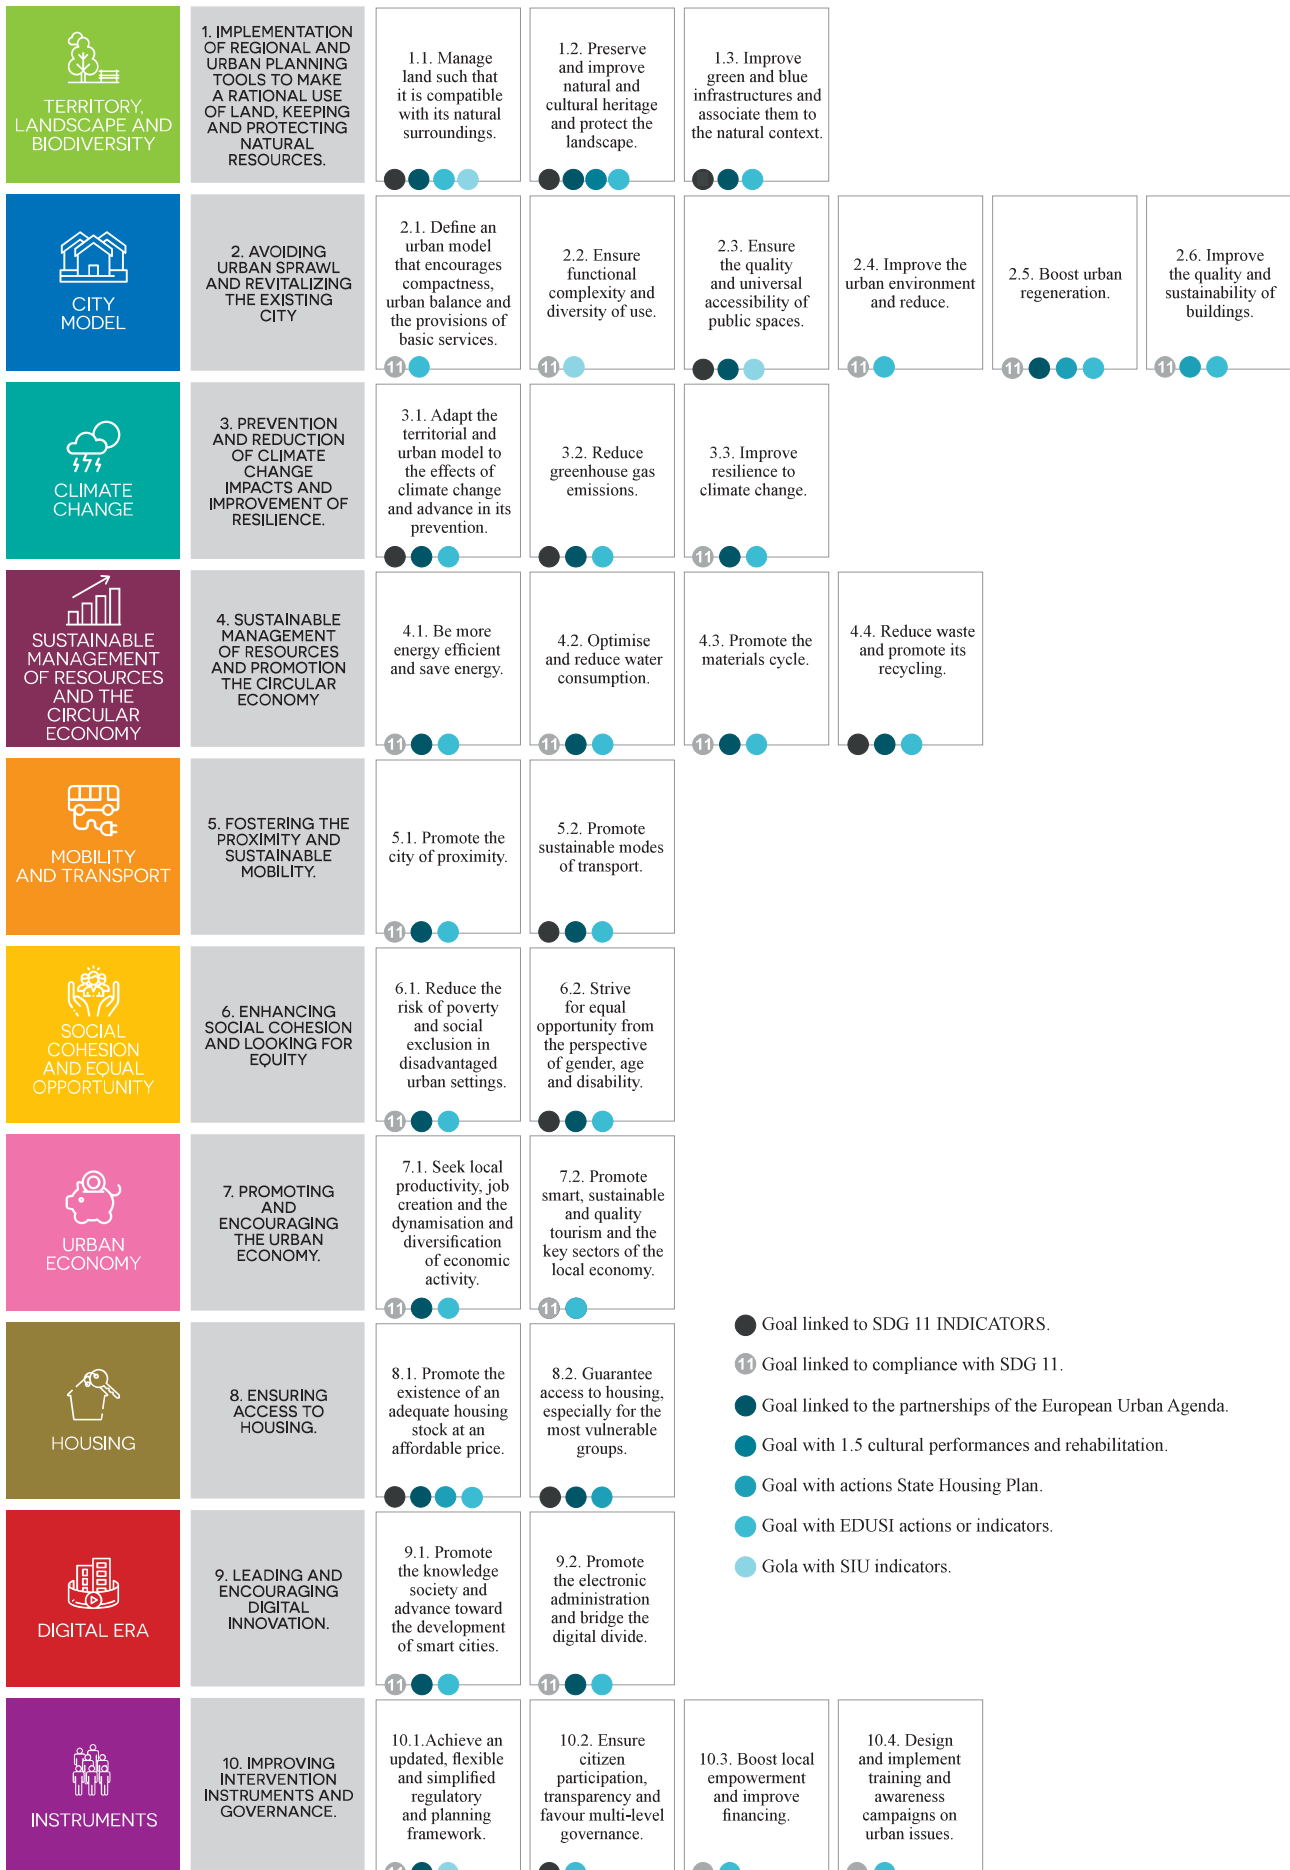 TERRITORY,
LANDSCAPE AND
BIODIVERSITY
1. IMPLEMENTATION
OF REGIONAL AND
URBAN PLANNING
TOOLS TO MAKE
A RATIONAL USE
OF LAND, KEEPING
AND PROTECTING
NATURAL
RESOURCES.
1.1. Manage
land such that
it is compatible
with its natural
surroundings.
1.2. Preserve
and improve
natural and
cultural heritage
and protect the
landscape.
1.3. Improve
green and blue
infrastructures and
associate them to
the natural context.
CITY
MODEL
2. AVOIDING
URBAN SPRAWL
AND REVITALIZING
THE EXISTING
CITY
2.1. Define an
urban model
that encourages
compactness,
urban balance and
the provisions of
basic services.
11
2.2. Ensure
functional
complexity and
diversity of use.
11
2.3. Ensure
the quality
and universal
accessibility of
public spaces.
2.4. Improve the
urban environment
and reduce.
11
2.5. Boost urban
regeneration.
11
2.6. Improve
the quality and
sustainability of
buildings.
11
CLIMATE
CHANGE
3. PREVENTION
AND REDUCTION
OF CLIMATE
CHANGE
IMPACTS AND
IMPROVEMENT OF
RESILIENCE.
3.1. Adapt the
territorial and
urban model to
the effects of
climate change
and advance in its
prevention.
3.2. Reduce
greenhouse gas
emissions.
3.3. Improve
resilience to
climate change.
11
SUSTAINABLE
MANAGEMENT
OF RESOURCES
AND THE
CIRCULAR
ECONOMY
4. SUSTAINABLE
MANAGEMENT
OF RESOURCES
AND PROMOTION
THE CIRCULAR
ECONOMY
4.1. Be more
energy efficient
and save energy.
11
4.2. Optimise
and reduce water
consumption.
11
4.3. Promote the
materials cycle.
11
4.4. Reduce waste
and promote its
recycling.
MOBILITY
AND TRANSPORT
5. FOSTERING THE
PROXIMITY AND
SUSTAINABLE
MOBILITY.
5.1. Promote the
city of proximity.
11
5.2. Promote
sustainable modes
of transport.
SOCIAL
COHESION
AND EQUAL
OPPORTUNITY
6. ENHANCING
SOCIAL COHESION
AND LOOKING FOR
EQUITY
6.1. Reduce the
risk of poverty
and social
exclusion in
disadvantaged
urban settings.
11
6.2. Strive
for equal
opportunity from
the perspective
of gender, age
and disability.
URBAN
ECONOMY
7. PROMOTING
AND
ENCOURAGING
THE URBAN
ECONOMY.
7.1. Seek local
productivity, job
creation and the
dynamisation and
diversification
of economic
activity.
11
7.2. Promote
smart, sustainable
and quality
tourism and the
key sectors of the
local economy.
11
HOUSING
8. ENSURING
ACCESS TO
HOUSING.
8.1. Promote the
existence of an
adequate housing
stock at an
affordable price.
8.2. Guarantee
access to housing,
especially for the
most vulnerable
groups.
Goal linked to SDG 11 INDICATORS.
11 Goal linked to compliance with SDG 11.
Goal linked to the partnerships of the European Urban Agenda.
Goal with 1.5 cultural performances and rehabilitation.
Goal with actions State Housing Plan.
Goal with EDUSI actions or indicators.
Gola with SIU indicators.
DIGITAL ERA
9. LEADING AND
ENCOURAGING
DIGITAL
INNOVATION.
9.1. Promote
the knowledge
society and
advance toward
the development
of smart cities.
11
9.2. Promote
the electronic
administration
and bridge the
digital divide.
11
INSTRUMENTS
10. IMPROVING
INTERVENTION
INSTRUMENTS AND
GOVERNANCE.
10.1.Achieve an
updated, flexible
and simplified
regulatory
and planning
framework.
11
10.2. Ensure
citizen
participation,
transparency and
favour multi-level
governance.
10.3. Boost local
empowerment
and improve
financing.
10.4. Design
and implement
training and
awareness
campaigns on
urban issues.